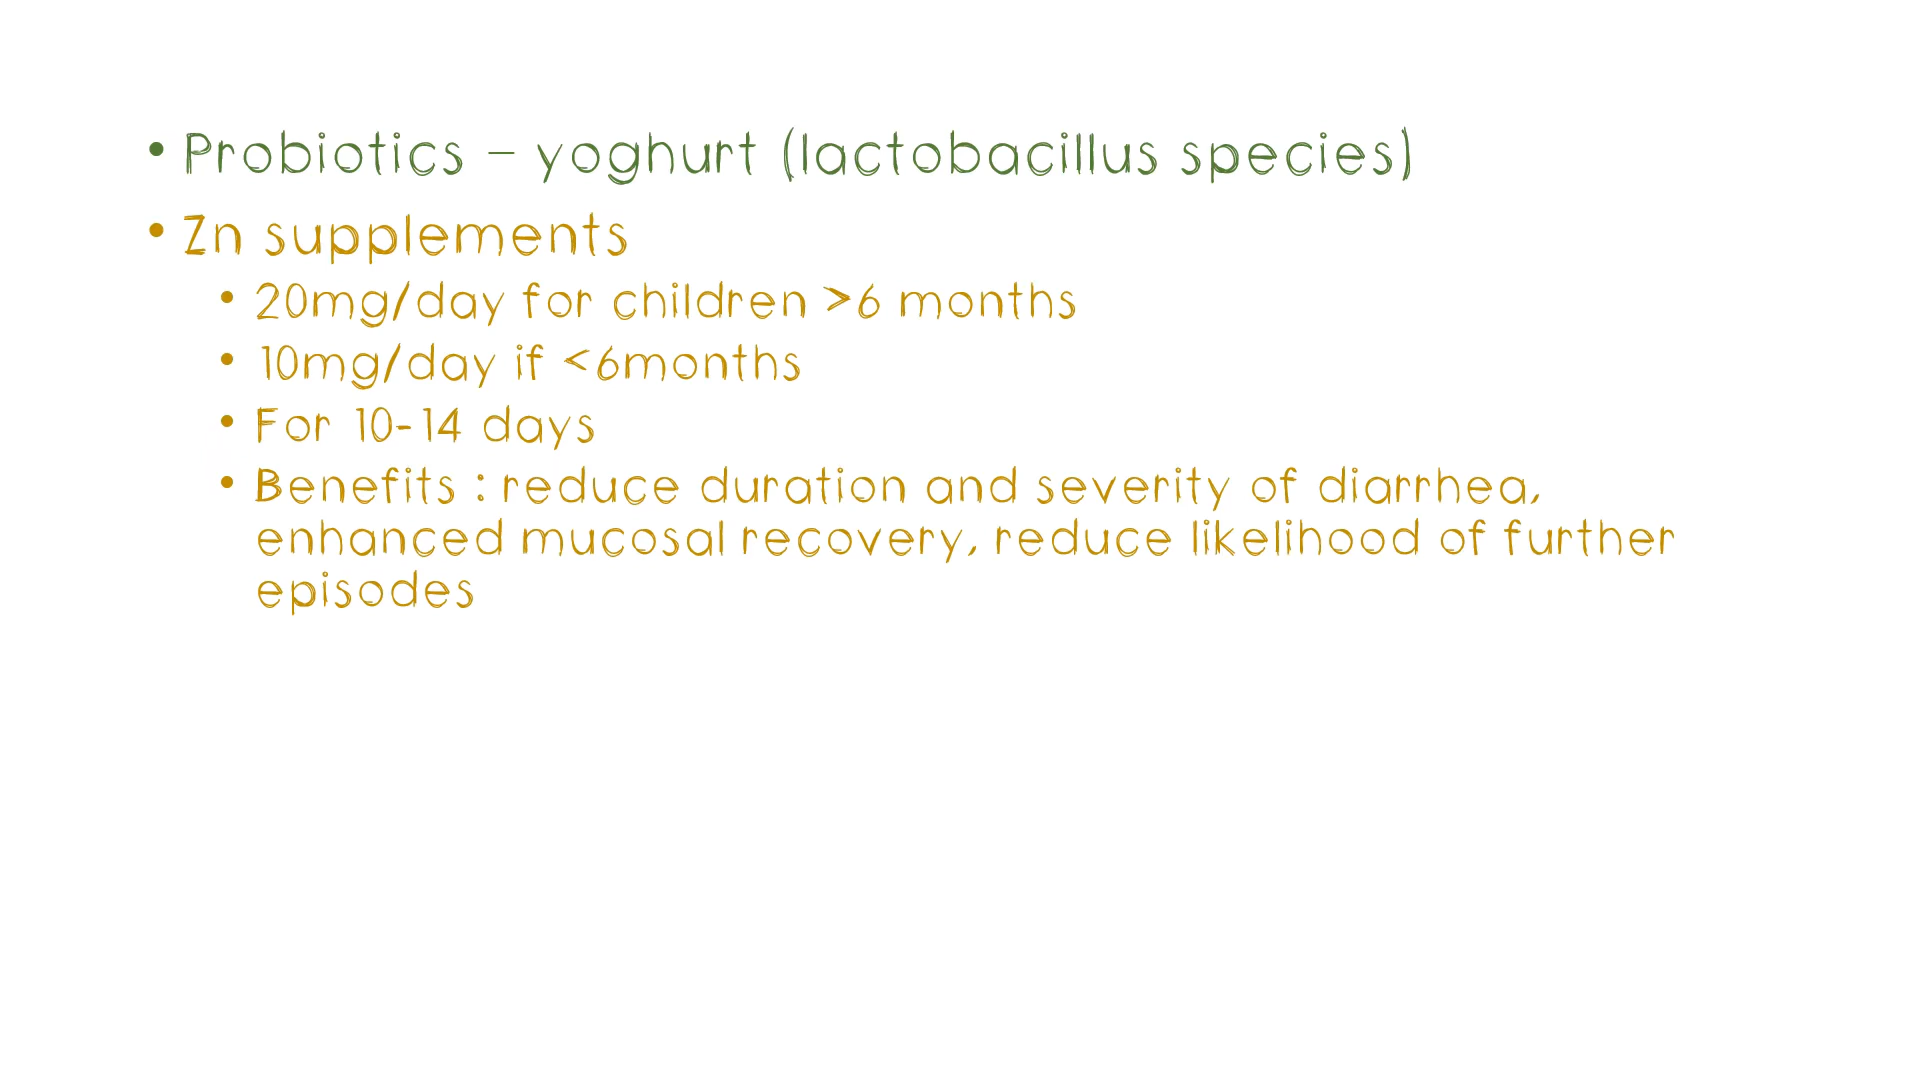 • Probiotics – yoghurt (lactobacillus species)
• Zn supplements
• 20mg/day for children >6 months
• 10mg/day if <6months
• For 10-14 days
• Benefits : reduce duration and severity of diarrhea,
enhanced mucosal recovery, reduce likelihood of further
episodes